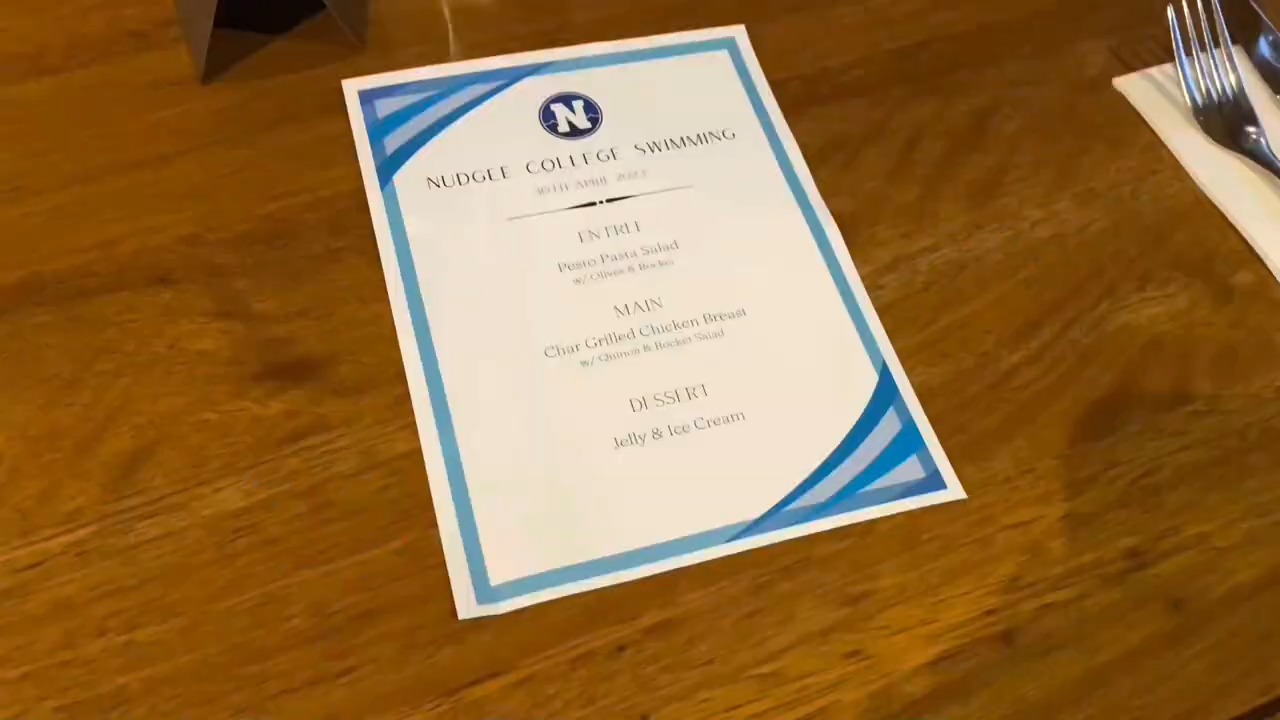 N
NUDGEE COLLEGE SWIMMING
APRIL
ENTREE
Pesto Pasta Salad
w/ Olives & Rocket
MAIN
Char Grilled Chicken Breast
w/ Quinoa & Rocket Salad
DESSERT
Jelly & Ice Cream